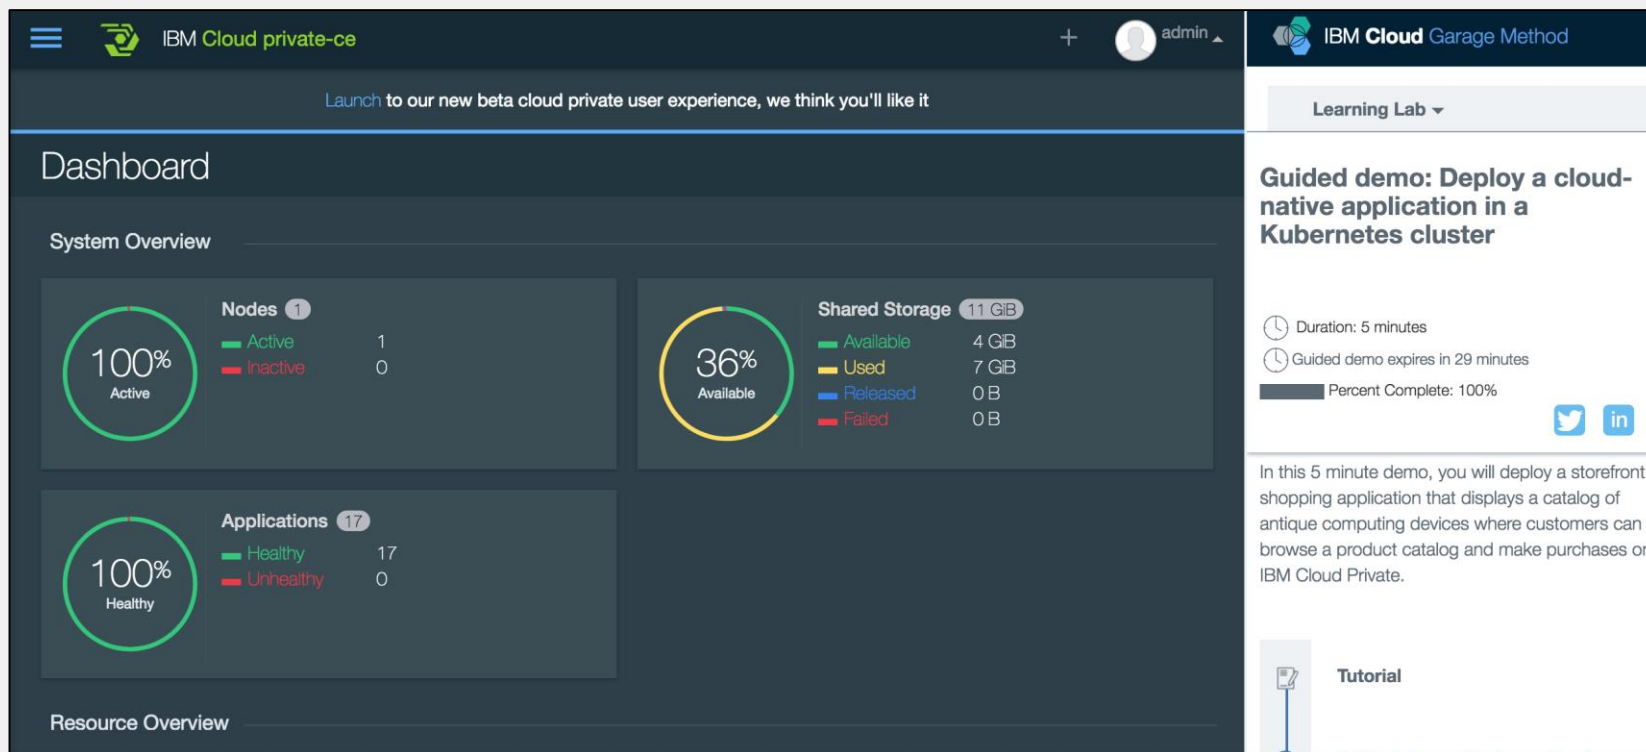 IBM Cloud private-ce
+
admin
Launch to our new beta cloud private user experience, we think you'll like it
Dashboard
System Overview
100%
Active
Nodes 1
Active 1
Inactive 0
36%
Available
Shared Storage 11 GiB
Available 4 GiB
Used 7 GiB
Released 0 B
Failed 0 B
100%
Healthy
Applications 17
Healthy 17
Unhealthy 0
Resource Overview
IBM Cloud Garage Method
Learning Lab
Guided demo: Deploy a cloud-
native application in a
Kubernetes cluster
Duration: 5 minutes
Guided demo expires in 29 minutes
Percent Complete: 100%
in
In this 5 minute demo, you will deploy a storefront
shopping application that displays a catalog of
antique computing devices where customers can
browse a product catalog and make purchases on
IBM Cloud Private.
Tutorial